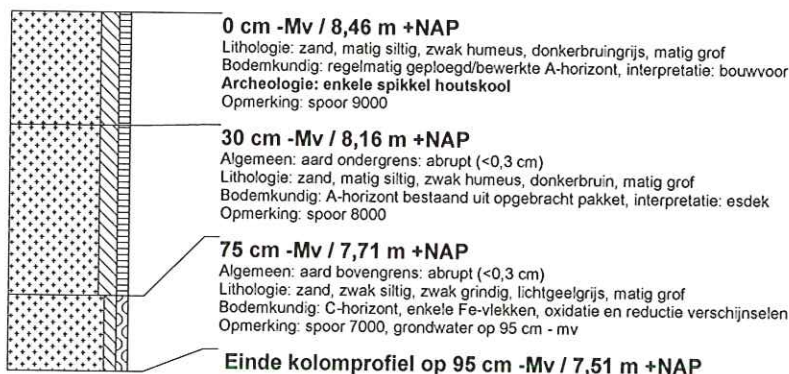 0 cm -Mv / 8,46 m +NAP
Lithologie: zand, matig siltig, zwak humeus, donkerbruingrijs, matig grof
Bodemkundig: regelmatig geploegd/bewerkte A-horizont, interpretatie: bouwvoor
Archeologie: enkele spikkel houtskool
Opmerking: spoor 9000
30 cm -Mv / 8,16 m +NAP
Algemeen: aard ondergrens: abrupt (<0,3 cm)
Lithologie: zand, matig siltig, zwak humeus, donkerbruin, matig grof
Bodemkundig: A-horizont bestaand uit opgebracht pakket, interpretatie: esdek
Opmerking: spoor 8000
75 cm -Mv / 7,71 m +NAP
Algemeen: aard bovengrens: abrupt (<0,3 cm)
Lithologie: zand, zwak siltig, zwak grindig, lichtgeelgrijs, matig grof
Bodemkundig: C-horizont, enkele Fe-vlekken, oxidatie en reductie verschijnselen
Opmerking: spoor 7000, grondwater op 95 cm - mv
Einde kolomprofiel op 95 cm -Mv / 7,51 m +NAP